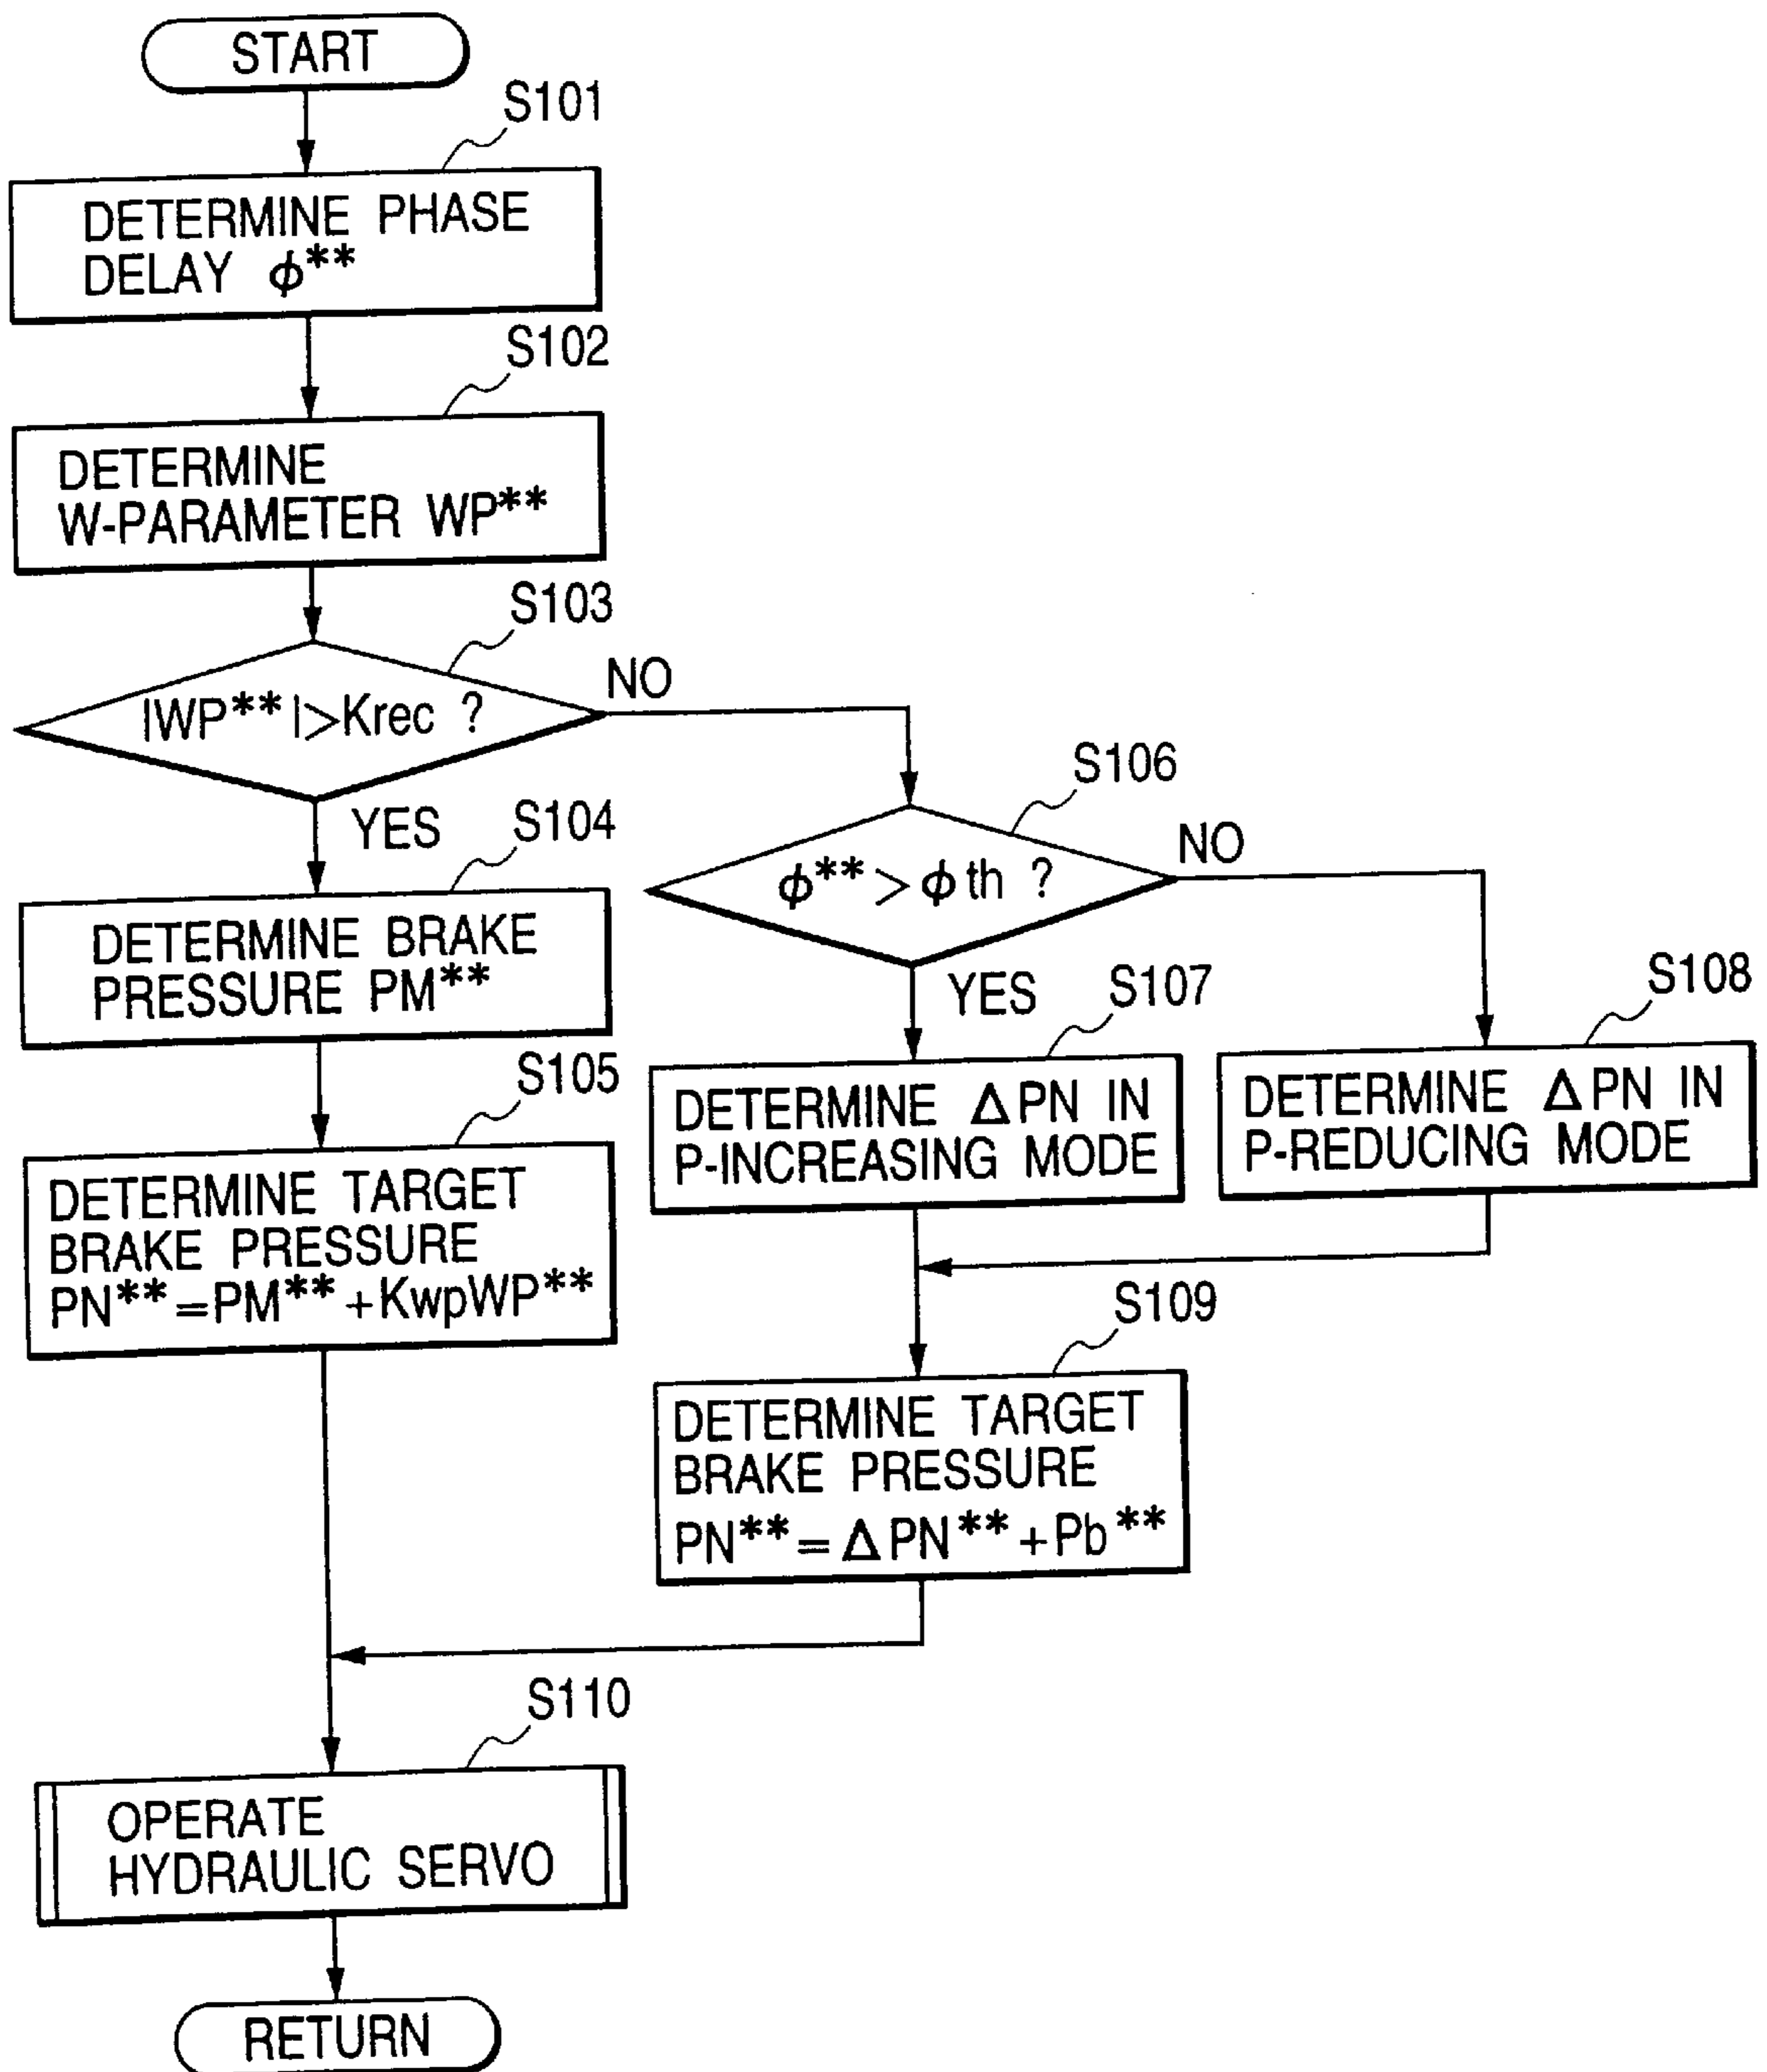 START
S101
DETERMINE PHASE
DELAY φ**
S102
DETERMINE
W-PARAMETER WP**
S103
|WP**|>Krec ?
NO
YES
S104
DETERMINE BRAKE
PRESSURE PM**
S105
DETERMINE TARGET
BRAKE PRESSURE
PN**=PM**+KwpWP**
S106
φ**>φth ?
NO
YES
S107
DETERMINE ΔPN IN
P-INCREASING MODE
S108
DETERMINE ΔPN IN
P-REDUCING MODE
S109
DETERMINE TARGET
BRAKE PRESSURE
PN**=ΔPN**+Pb**
S110
OPERATE
HYDRAULIC SERVO
RETURN